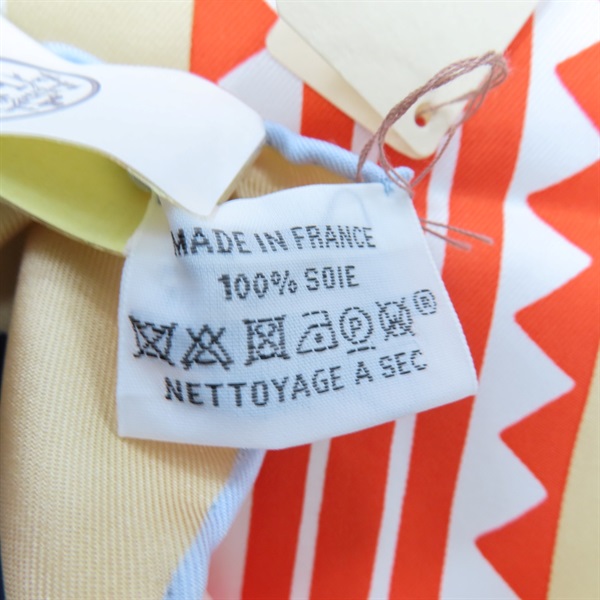 MADE IN FRANCE
100% SOIE
P ®
NETTOYAGE A SEC